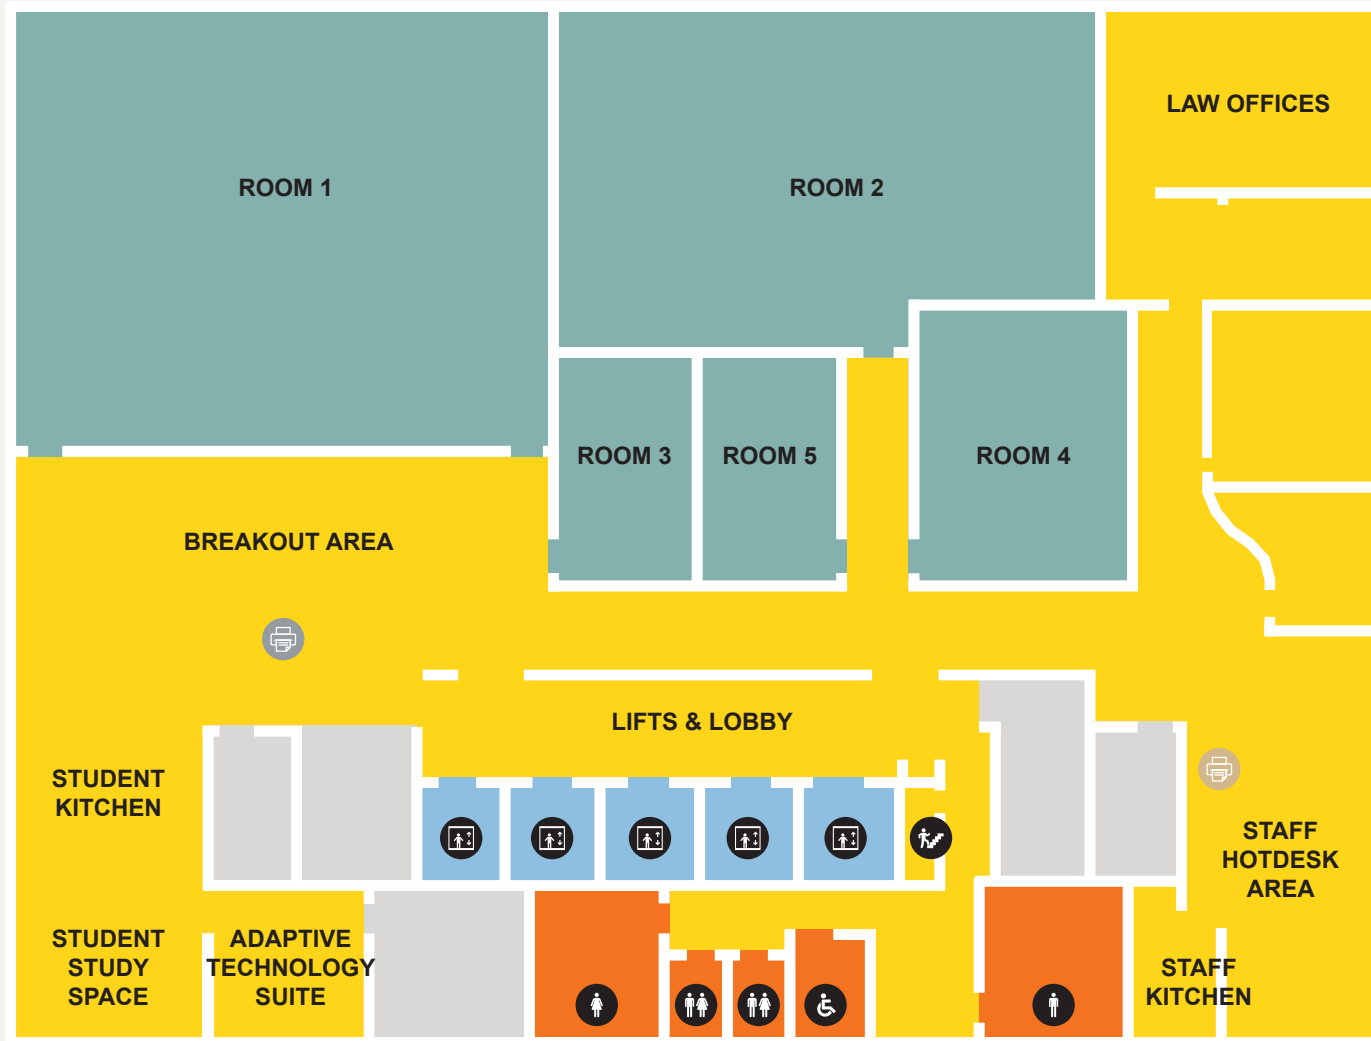 LAW OFFICES
ROOM 1
ROOM 2
ROOM 3
ROOM 5
ROOM 4
BREAKOUT AREA
LIFTS & LOBBY
STUDENT
KITCHEN
STAFF
HOTDESK
AREA
STUDENT
STUDY
SPACE
ADAPTIVE
TECHNOLOGY
SUITE
STAFF
KITCHEN